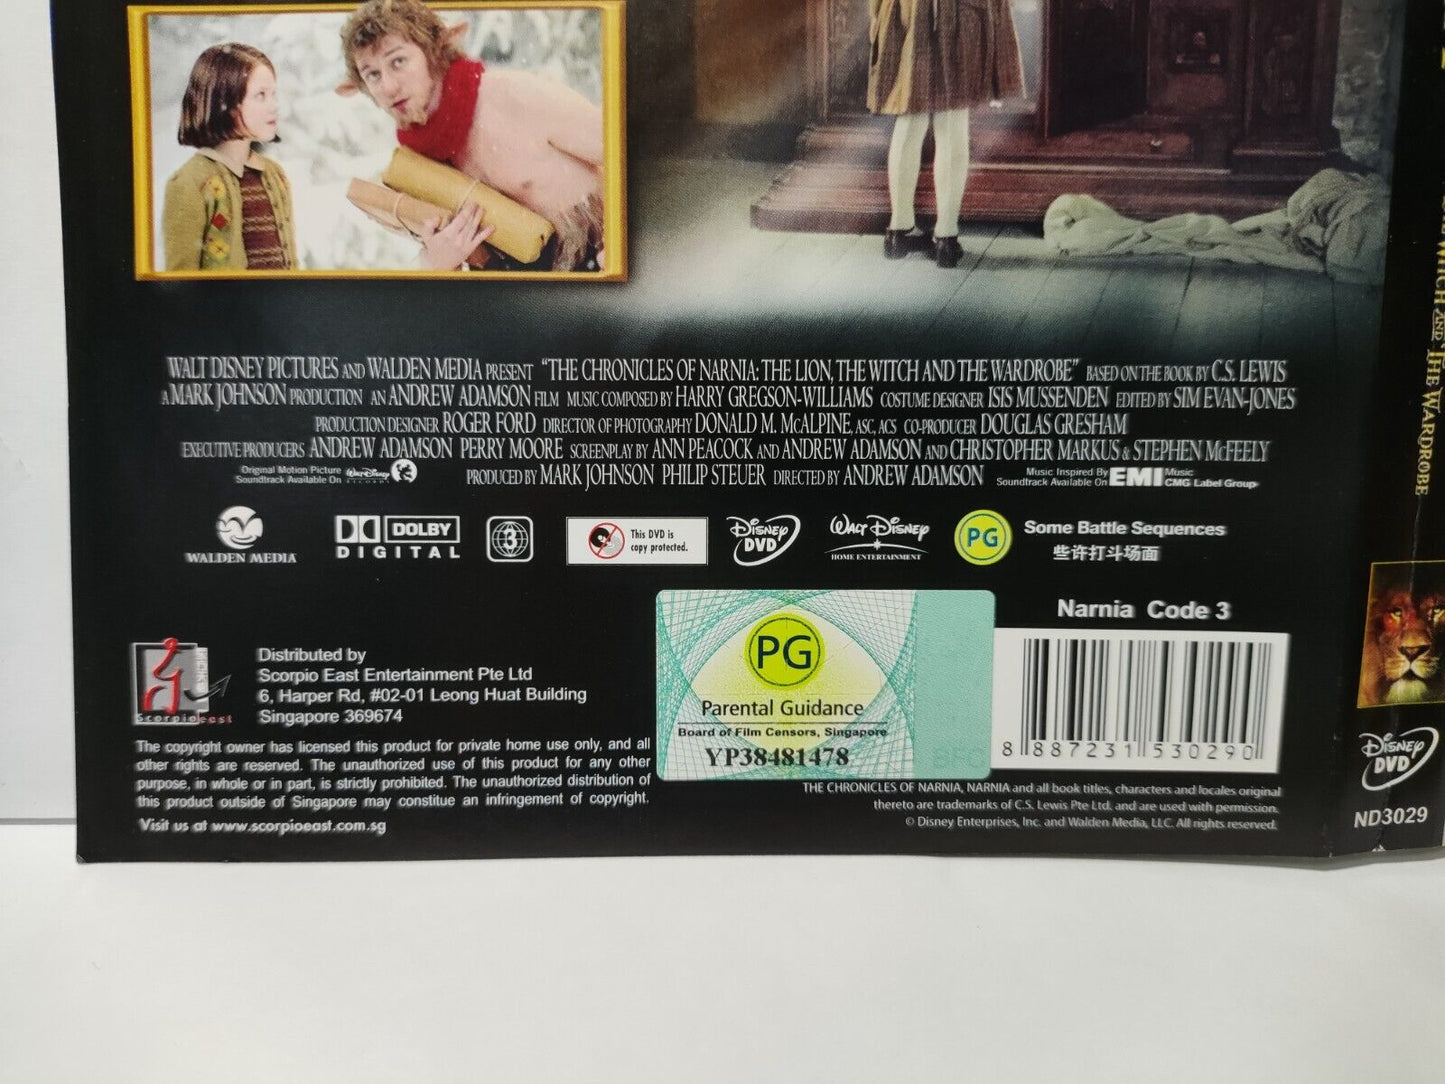 WALT DISNEY PICTURES AND WALDEN MEDIA PRESENT "THE CHRONICLES OF NARNIA: THE LION, THE WITCH AND THE WARDROBE" BASED ON THE BOOK BY C.S. LEWIS
A MARK JOHNSON PRODUCTION AN ANDREW ADAMSON FILM MUSIC COMPOSED BY HARRY GREGSON-WILLIAMS COSTUME DESIGNER ISIS MUSSENDEN EDITED BY SIM EVAN-JONES
PRODUCTION DESIGNER ROGER FORD DIRECTOR OF PHOTOGRAPHY DONALD M. McALPINE, ASC, ACS CO-PRODUCER DOUGLAS GRESHAM
EXECUTIVE PRODUCERS ANDREW ADAMSON PERRY MOORE SCREENPLAY BY ANN PEACOCK AND ANDREW ADAMSON AND CHRISTOPHER MARKUS & STEPHEN McFEELY
Original Motion Picture
Soundtrack Available On
Walt Disney
RECORDS
PRODUCED BY MARK JOHNSON PHILIP STEUER DIRECTED BY ANDREW ADAMSON
Music Inspired By
Soundtrack Available On
EMI
Music
CMG Label Group
WALDEN MEDIA
DOLBY
DIGITAL
3
This DVD is
copy protected.
DISNEY
DVD
WALT DISNEY
HOME ENTERTAINMENT
PG
Some Battle Sequences
些许打斗场面
Narnia Code 3
Scorpio east
Distributed by
Scorpio East Entertainment Pte Ltd
6, Harper Rd, #02-01 Leong Huat Building
Singapore 369674
PG
Parental Guidance
Board of Film Censors, Singapore
YP38481478
8 887231 530290
The copyright owner has licensed this product for private home use only, and all
other rights are reserved. The unauthorized use of this product for any other
purpose, in whole or in part, is strictly prohibited. The unauthorized distribution of
this product outside of Singapore may constitute an infringement of copyright.
Visit us at www.scorpioeast.com.sg
THE CHRONICLES OF NARNIA, NARNIA and all book titles, characters and locales original
thereto are trademarks of C.S. Lewis Pte Ltd. and are used with permission.
© Disney Enterprises, Inc. and Walden Media, LLC. All rights reserved.
WITCH AND THE WARDROBE
DISNEY
DVD
ND3029